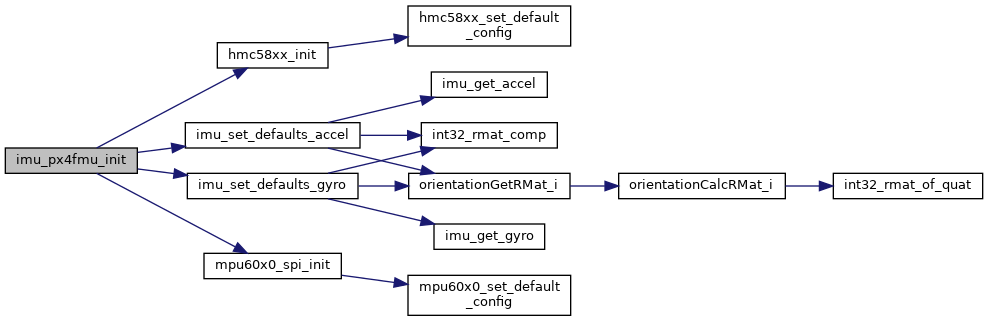 imu_px4fmu_init
hmc58xx_init
hmc58xx_set_default
_config
imu_set_defaults_accel
imu_get_accel
int32_rmat_comp
imu_set_defaults_gyro
orientationGetRMat_i
orientationCalcRMat_i
int32_rmat_of_quat
imu_get_gyro
mpu60x0_spi_init
mpu60x0_set_default
_config